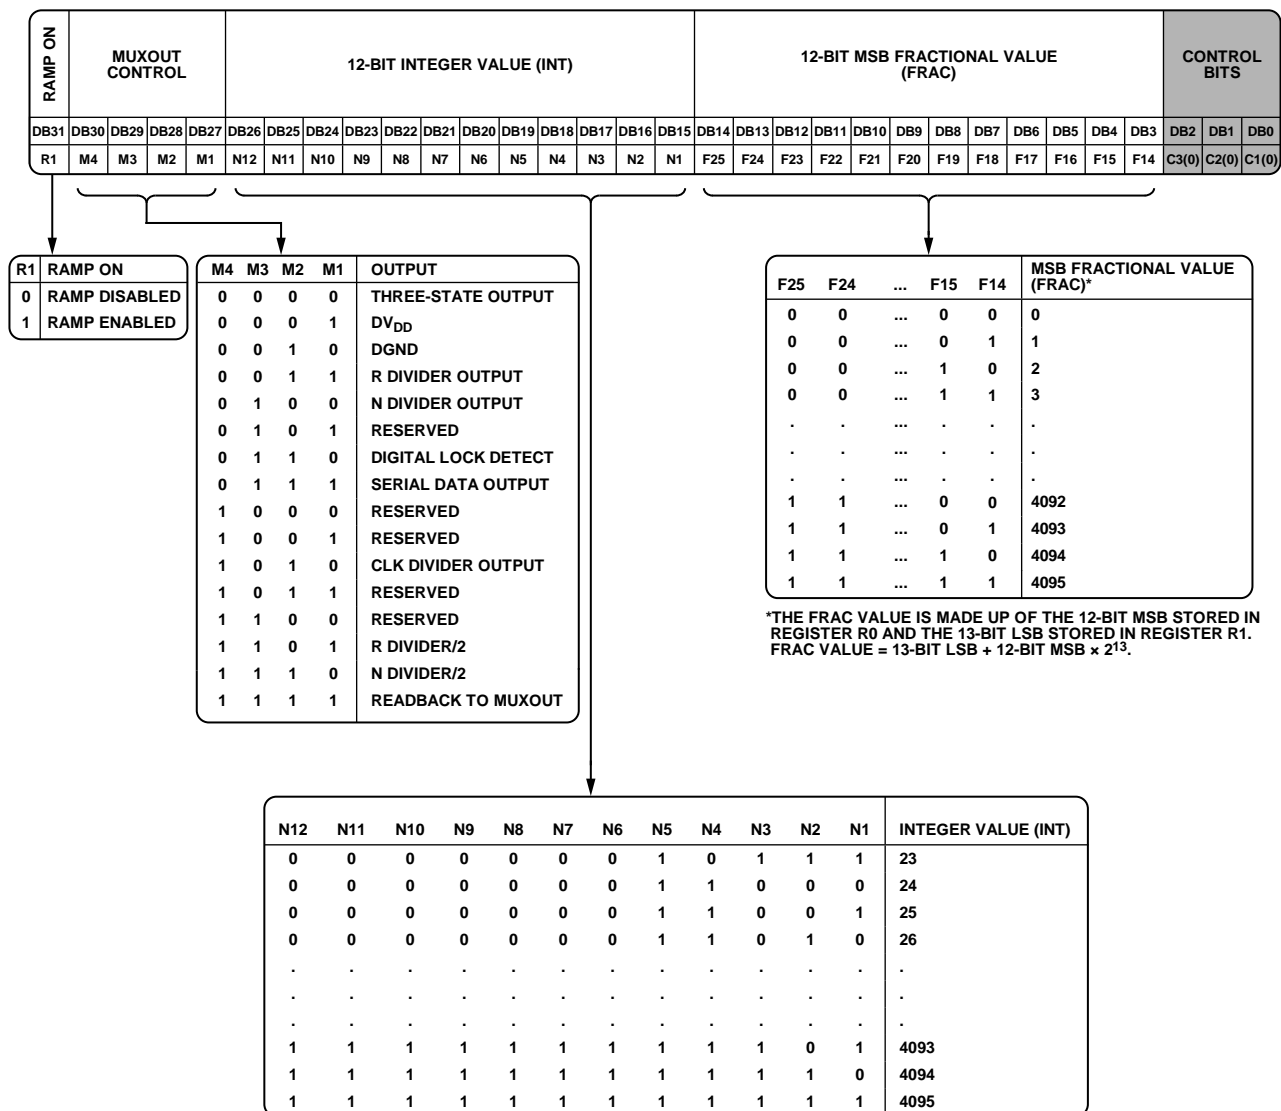 RAMP ON
MUXOUT
CONTROL
12-BIT INTEGER VALUE (INT)
12-BIT MSB FRACTIONAL VALUE
(FRAC)
CONTROL
BITS
DB31 DB30 DB29 DB28 DB27 DB26 DB25 DB24 DB23 DB22 DB21 DB20 DB19 DB18 DB17 DB16 DB15 DB14 DB13 DB12 DB11 DB10 DB9 DB8 DB7 DB6 DB5 DB4 DB3 DB2 DB1 DB0
R1 M4 M3 M2 M1 N12 N11 N10 N9 N8 N7 N6 N5 N4 N3 N2 N1 F25 F24 F23 F22 F21 F20 F19 F18 F17 F16 F15 F14 C3(0) C2(0) C1(0)
R1 RAMP ON
0 RAMP DISABLED
1 RAMP ENABLED
M4 M3 M2 M1 OUTPUT
0 0 0 0 THREE-STATE OUTPUT
0 0 0 1 DVDD
0 0 1 0 DGND
0 0 1 1 R DIVIDER OUTPUT
0 1 0 0 N DIVIDER OUTPUT
0 1 0 1 RESERVED
0 1 1 0 DIGITAL LOCK DETECT
0 1 1 1 SERIAL DATA OUTPUT
1 0 0 0 RESERVED
1 0 0 1 RESERVED
1 0 1 0 CLK DIVIDER OUTPUT
1 0 1 1 RESERVED
1 1 0 0 RESERVED
1 1 0 1 R DIVIDER/2
1 1 1 0 N DIVIDER/2
1 1 1 1 READBACK TO MUXOUT
F25 F24 ... F15 F14 MSB FRACTIONAL VALUE
(FRAC)*
0 0 ... 0 0 0
0 0 ... 0 1 1
0 0 ... 1 0 2
0 0 ... 1 1 3
. . ... . . .
. . ... . . .
. . ... . . .
1 1 ... 0 0 4092
1 1 ... 0 1 4093
1 1 ... 1 0 4094
1 1 ... 1 1 4095
*THE FRAC VALUE IS MADE UP OF THE 12-BIT MSB STORED IN
REGISTER R0 AND THE 13-BIT LSB STORED IN REGISTER R1.
FRAC VALUE = 13-BIT LSB + 12-BIT MSB × 2¹³.
N12 N11 N10 N9 N8 N7 N6 N5 N4 N3 N2 N1 INTEGER VALUE (INT)
0 0 0 0 0 0 0 1 0 1 1 1 23
0 0 0 0 0 0 0 1 1 0 0 0 24
0 0 0 0 0 0 0 1 1 0 0 1 25
0 0 0 0 0 0 0 1 1 0 1 0 26
. . . . . . . . . . . . .
. . . . . . . . . . . . .
. . . . . . . . . . . . .
1 1 1 1 1 1 1 1 1 1 0 1 4093
1 1 1 1 1 1 1 1 1 1 1 0 4094
1 1 1 1 1 1 1 1 1 1 1 1 4095